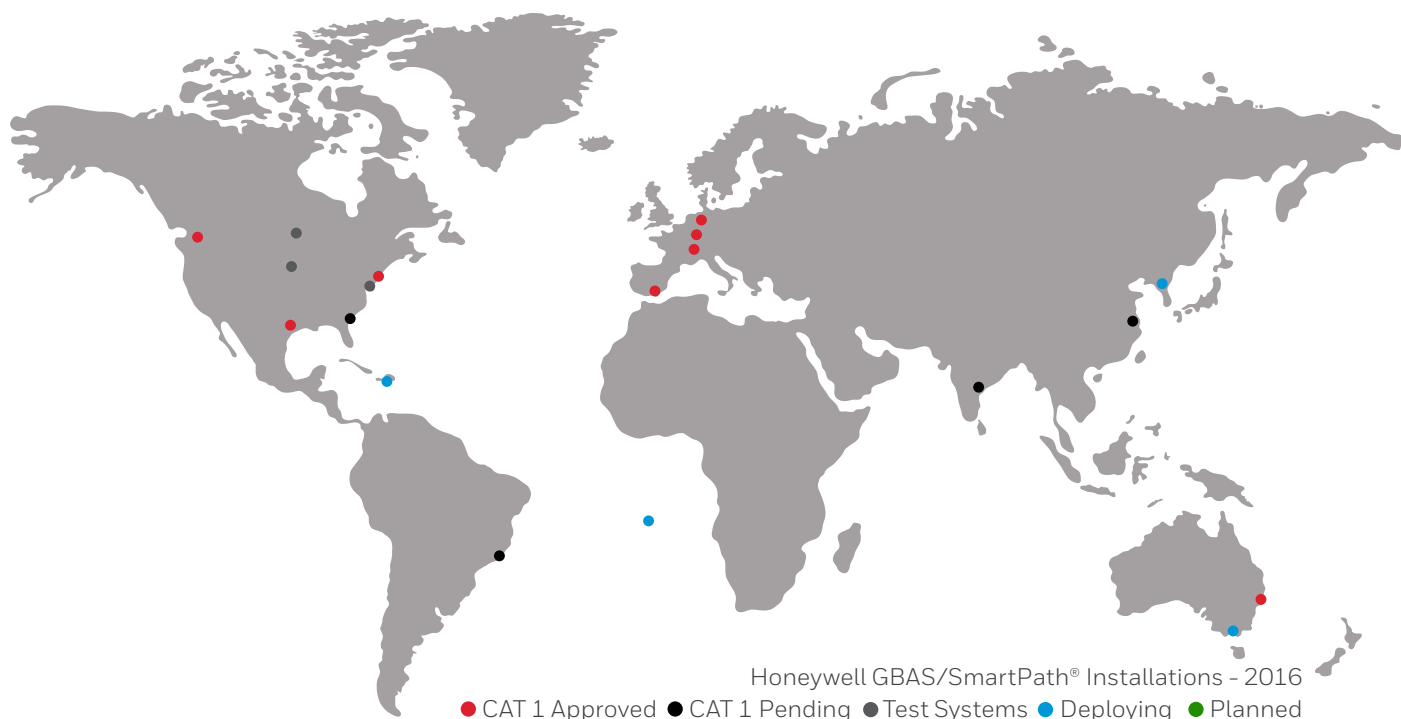 Honeywell GBAS/SmartPath® Installations - 2016
CAT 1 Approved CAT 1 Pending Test Systems Deploying Planned